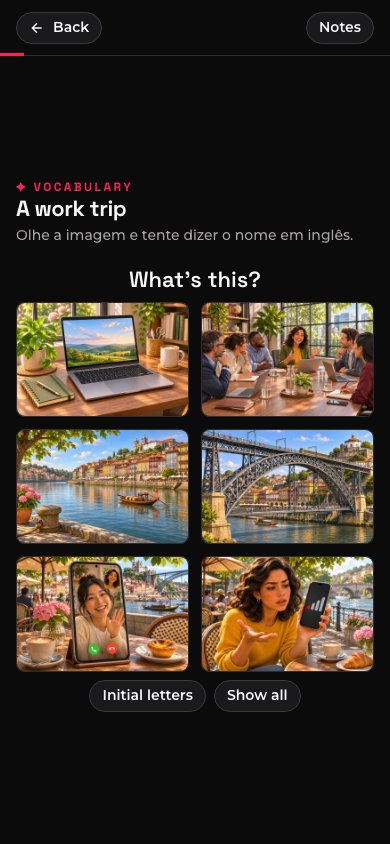 Back
Notes
VOCABULARY
A work trip
Olhe a imagem e tente dizer o nome em inglês.
What's this?
Initial letters
Show all